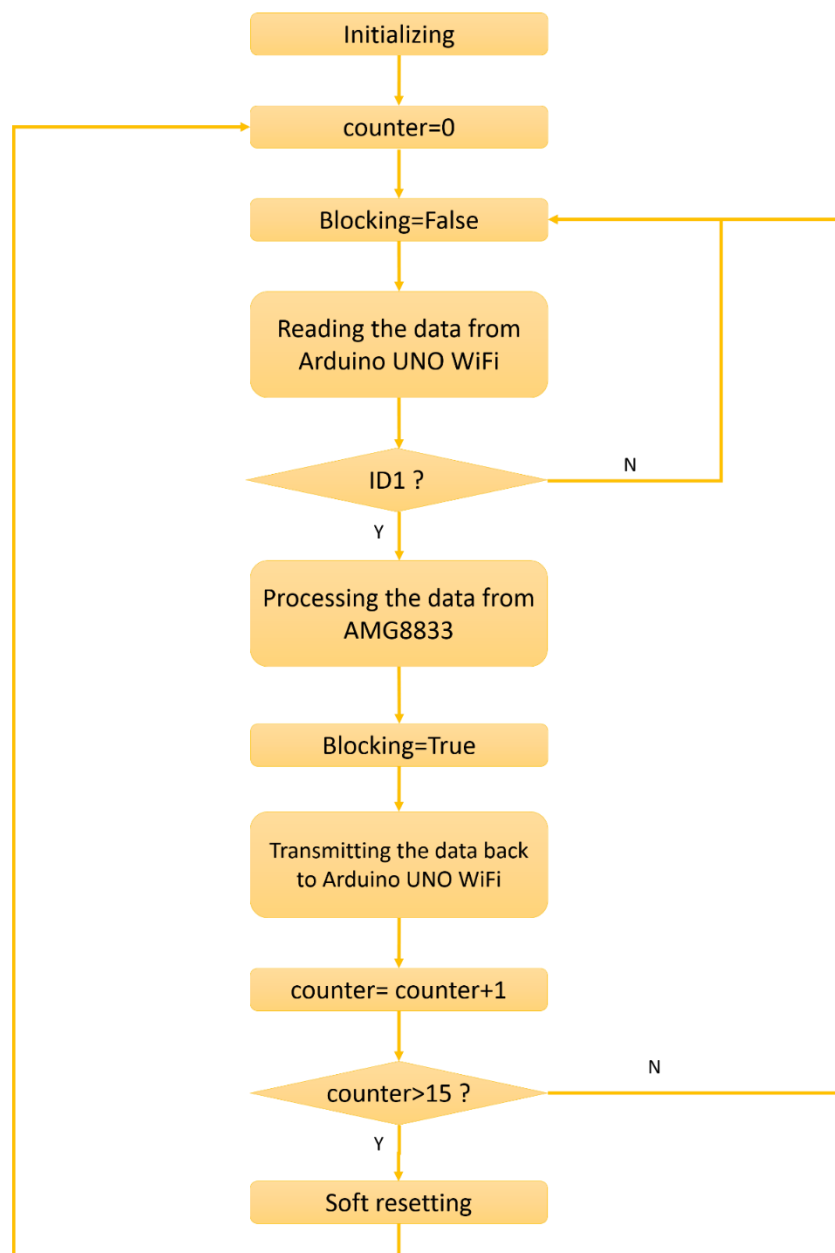 Initializing
counter=0
Blocking=False
Reading the data from
Arduino UNO WiFi
ID1 ?
N
Y
Processing the data from
AMG8833
Blocking=True
Transmitting the data back
to Arduino UNO WiFi
counter= counter+1
counter>15 ?
N
Y
Soft resetting